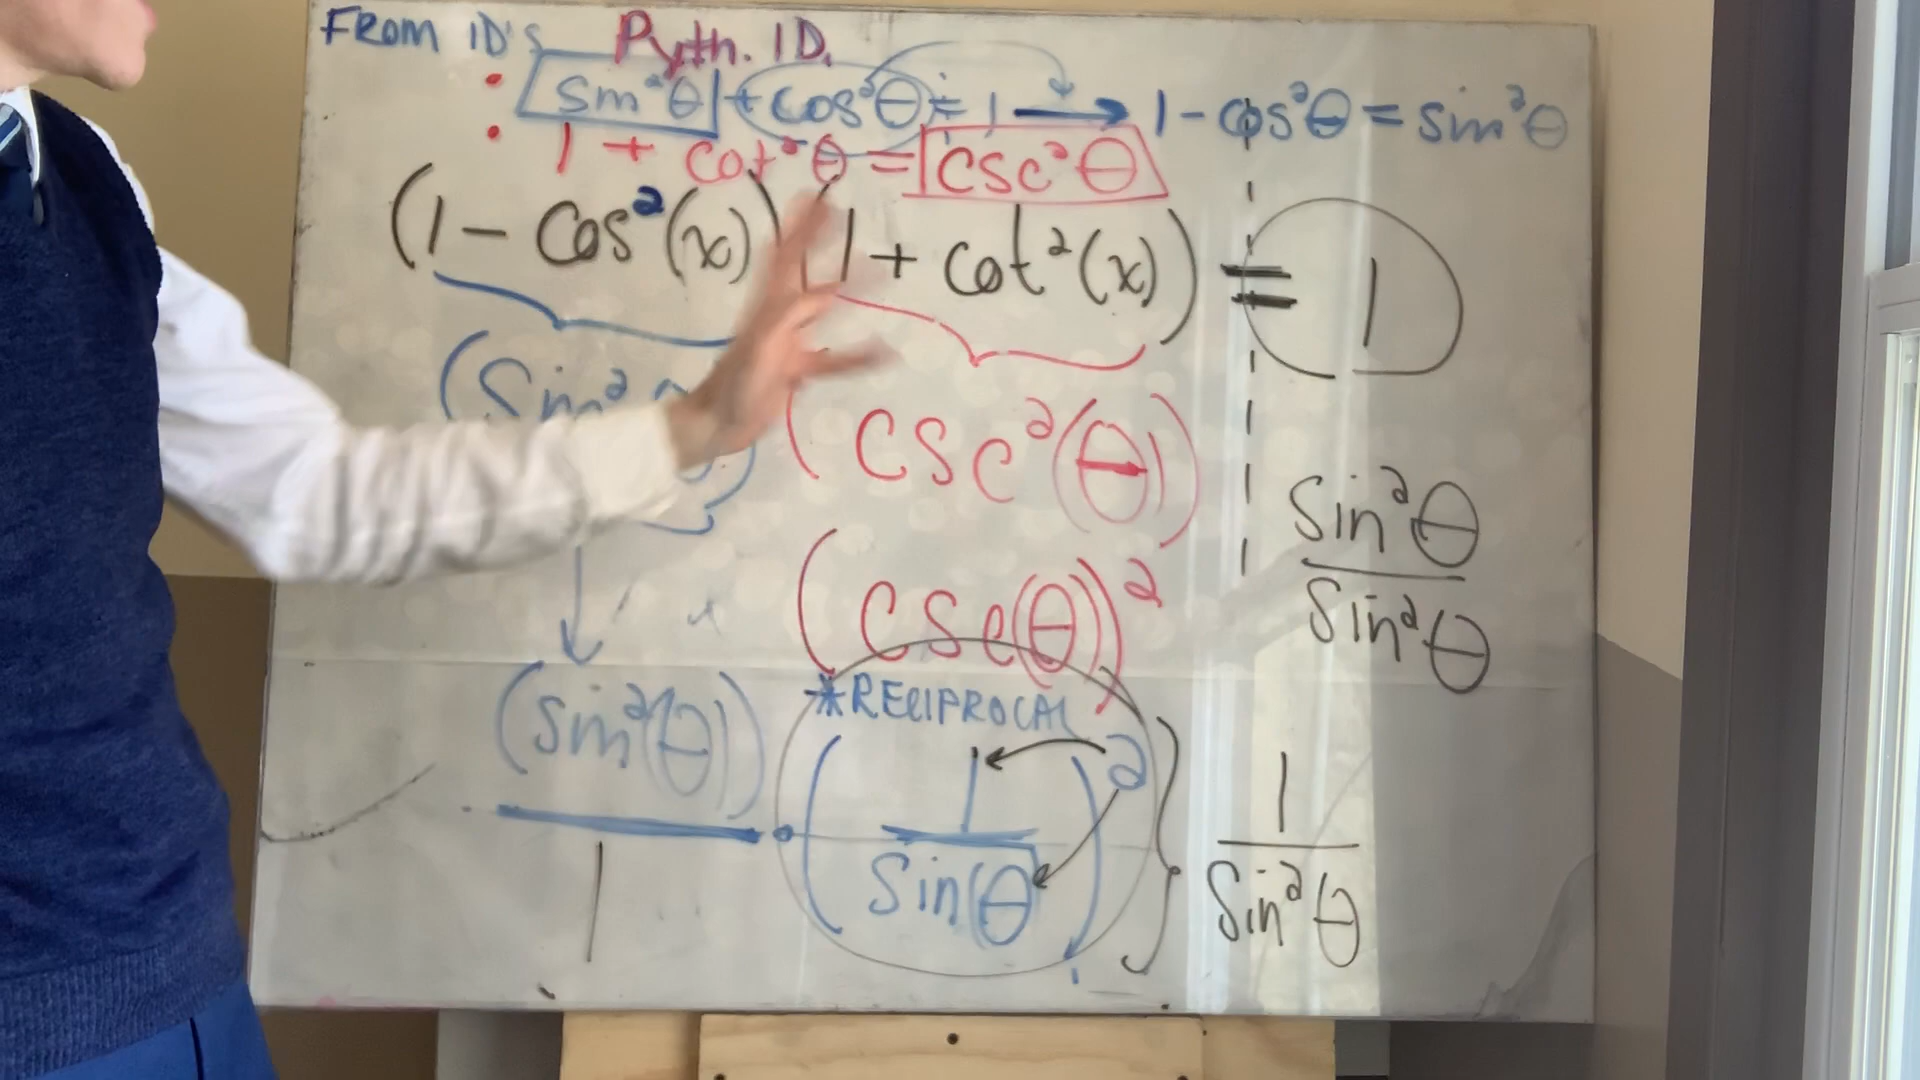 From ID's Pyth. ID.
• sin²θ + cos²θ = 1 → 1 - cos²θ = sin²θ
• 1 + cot²θ = csc²θ
(1 - cos²(x)) (1 + cot²(x)) = 1
(Sin² (csc²(θ))
(csc(θ))²
Sin²θ
Sin²θ
*RECIPROCAL
(sin²(θ)) / 1 • (1 / Sin θ)² } 1 / Sin²θ